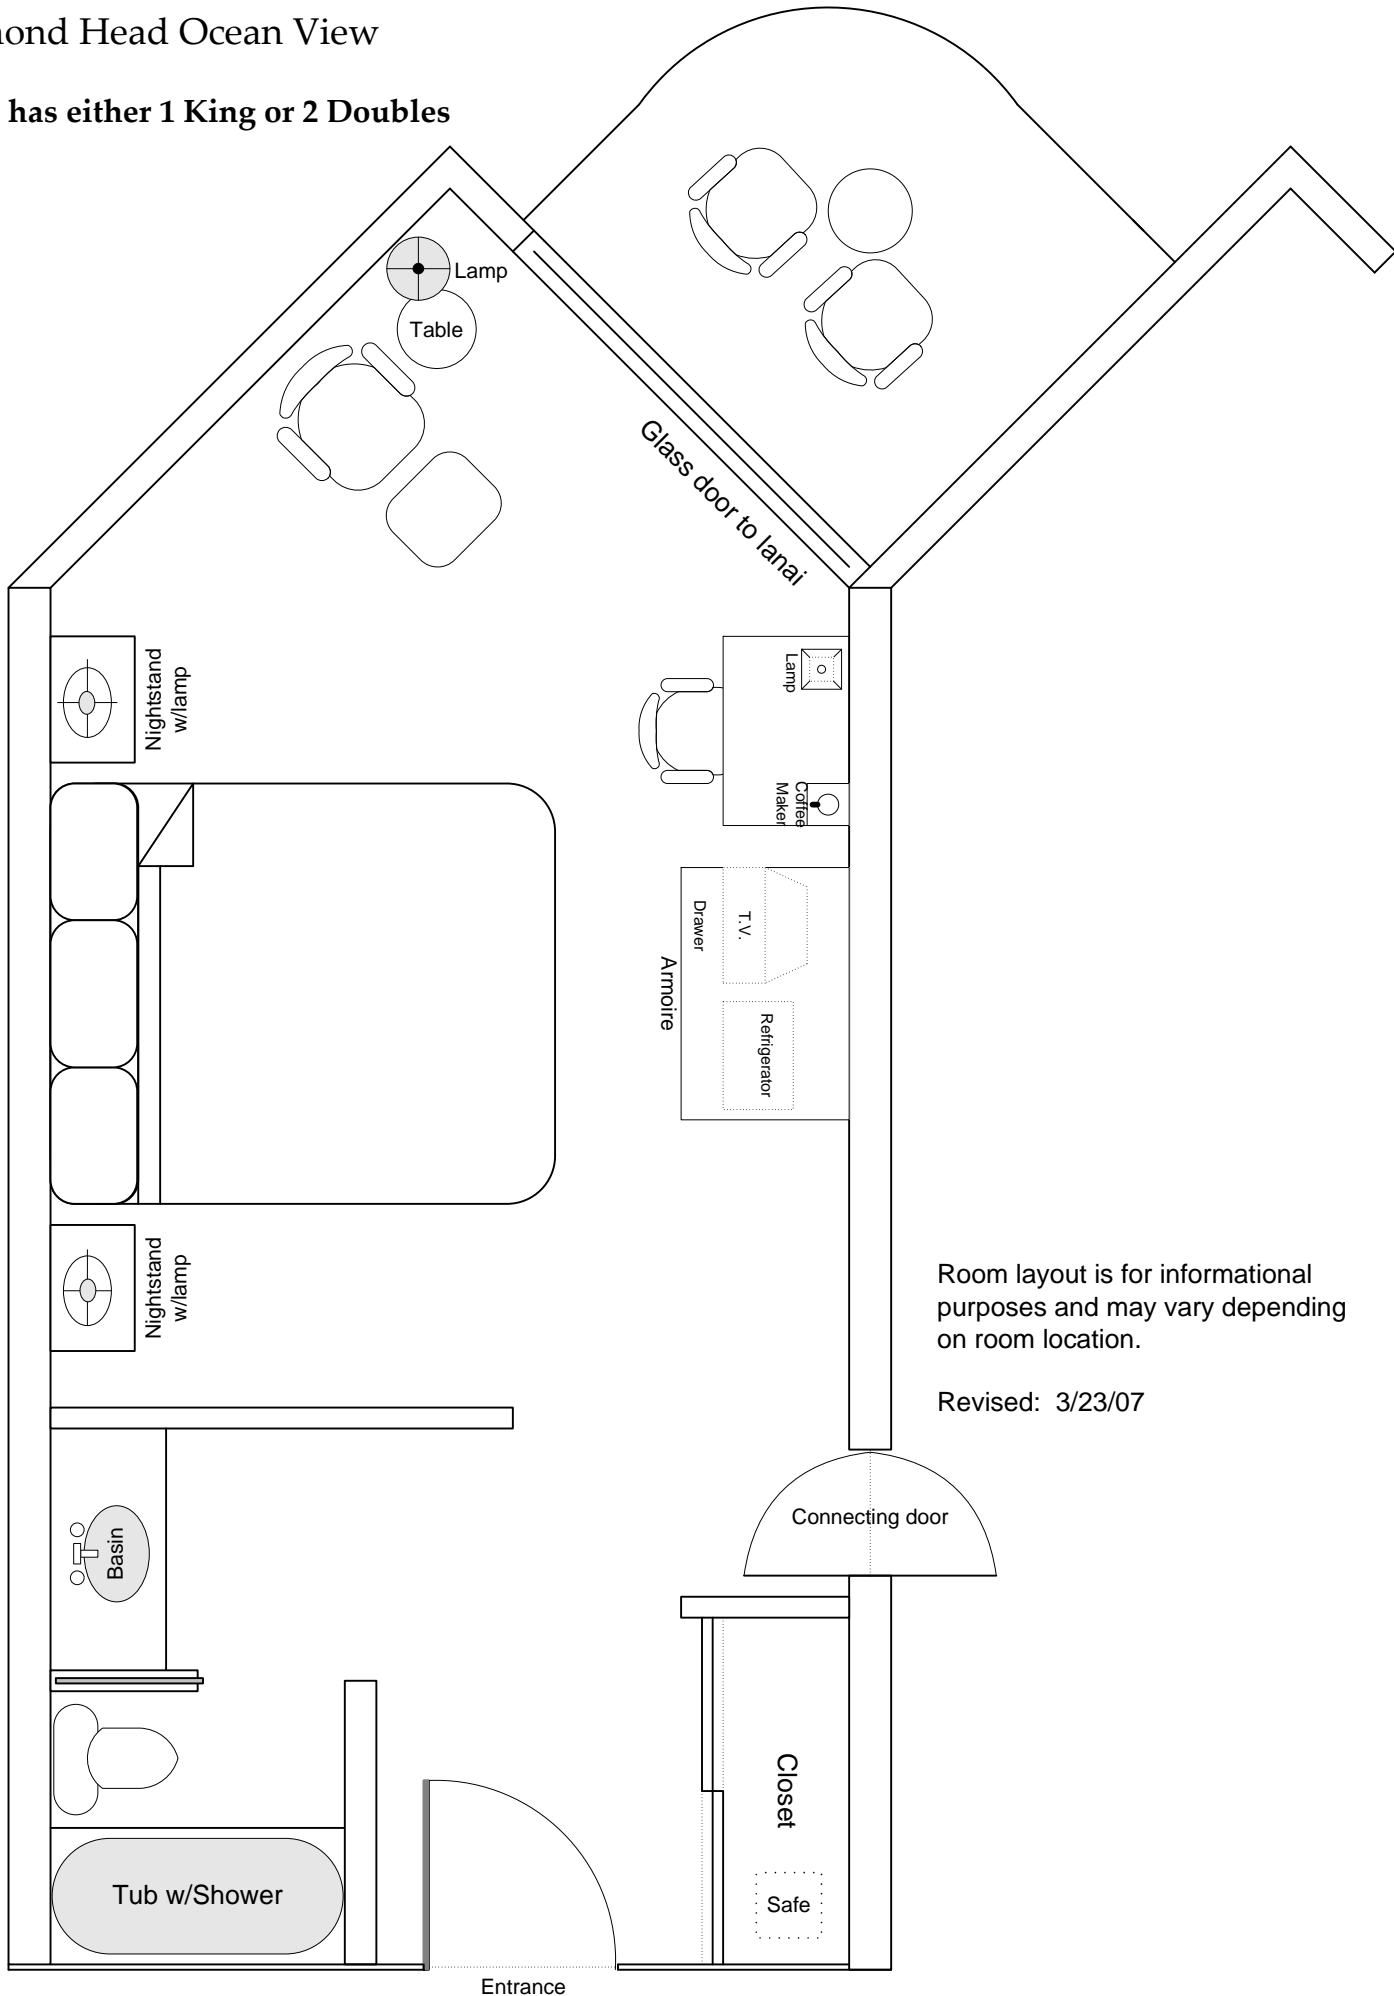 mond Head Ocean View
has either 1 King or 2 Doubles
Lamp
Table
Glass door to lanai
Nightstand
w/lamp
Lamp
Coffee
Maker
Drawer
T.V.
Armoire
Refrigerator
Nightstand
w/lamp
Room layout is for informational
purposes and may vary depending
on room location.
Revised: 3/23/07
Connecting door
Basin
Closet
Tub w/Shower
Safe
Entrance